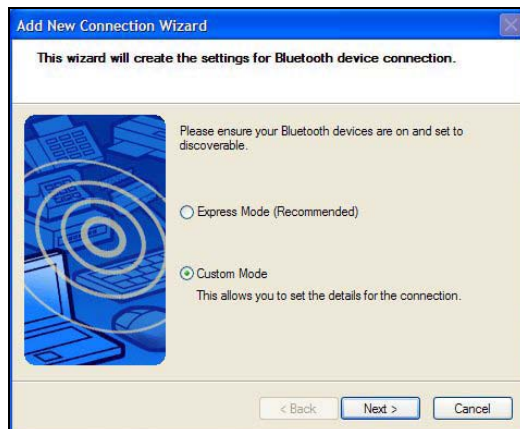 Add New Connection Wizard
This wizard will create the settings for Bluetooth device connection.
Please ensure your Bluetooth devices are on and set to
discoverable.
Express Mode (Recommended)
Custom Mode
This allows you to set the details for the connection.
< Back
Next >
Cancel